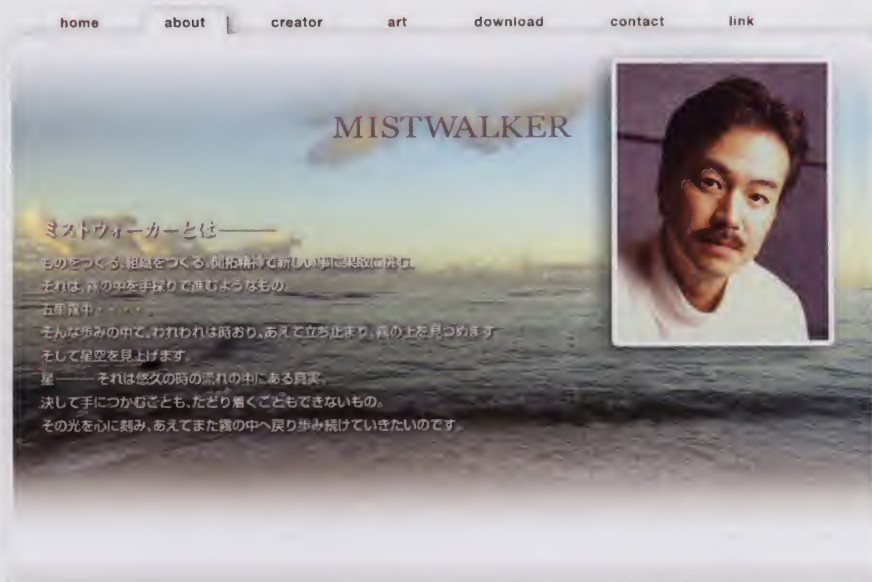 home about creator art download contact link
MISTWALKER
ミストウォーカーとは――
ものをつくる、組織をつくる、開拓精神で新しい事に果敢に挑む。
それは、霧の中を手探りで進むようなもの
五里霧中・・・・。
そんな歩みの中で、われわれは時おり、あえて立ち止まり、霧の上を見つめます
そして星空を見上げます。
星――それは悠久の時の流れの中にある真実。
決して手につかむことも、たどり着くこともできないもの。
その光を心に刻み、あえてまた霧の中へ戻り歩み続けていきたいのです。